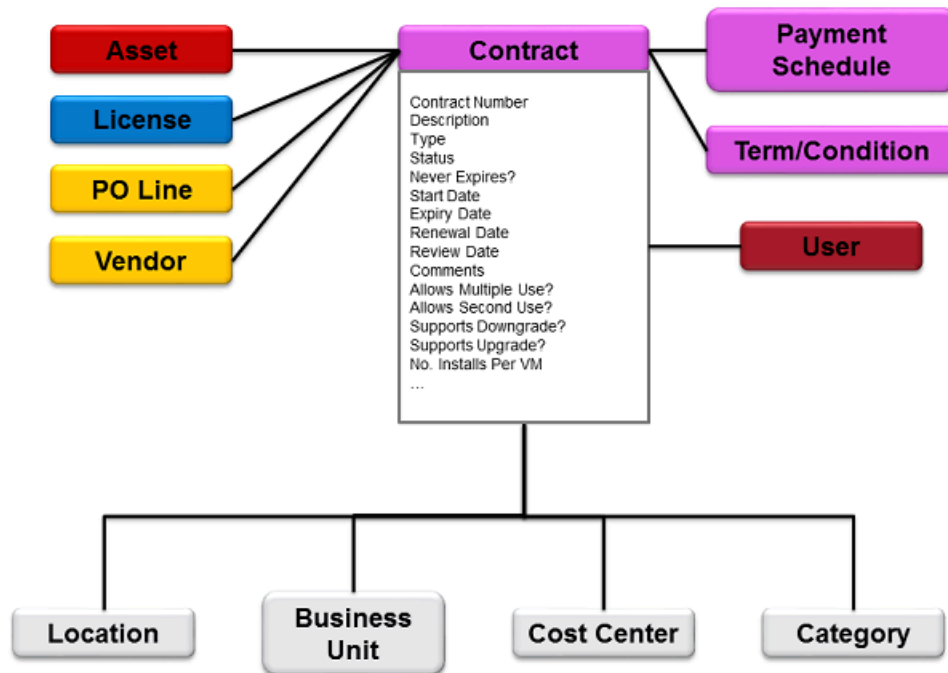 Asset
License
PO Line
Vendor
Contract
Contract Number
Description
Type
Status
Never Expires?
Start Date
Expiry Date
Renewal Date
Review Date
Comments
Allows Multiple Use?
Allows Second Use?
Supports Downgrade?
Supports Upgrade?
No. Installs Per VM
...
Payment
Schedule
Term/Condition
User
Location
Business
Unit
Cost Center
Category